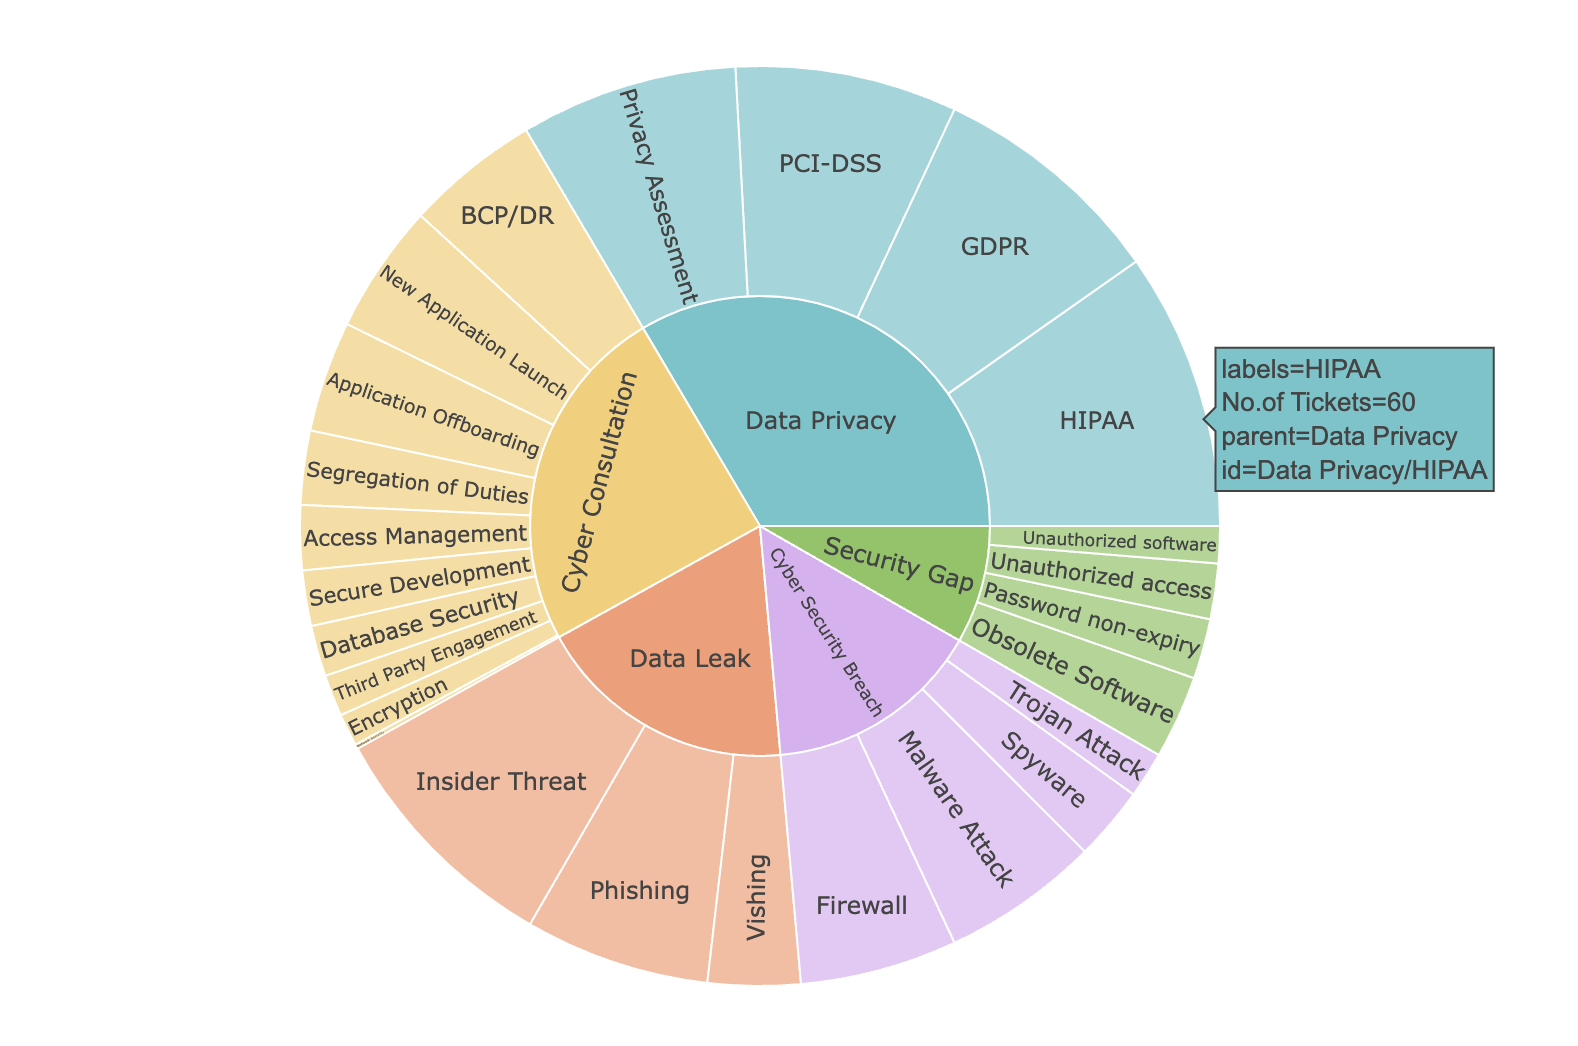 Privacy Assessment
PCI-DSS
GDPR
HIPAA
Data Privacy
labels=HIPAA
No.of Tickets=60
parent=Data Privacy
id=Data Privacy/HIPAA
BCP/DR
New Application Launch
Application Offboarding
Segregation of Duties
Access Management
Secure Development
Database Security
Third Party Engagement
Encryption
Cyber Consultation
Data Leak
Insider Threat
Phishing
Vishing
Cyber Security Breach
Firewall
Malware Attack
Spyware
Trojan Attack
Security Gap
Unauthorized software
Unauthorized access
Password non-expiry
Obsolete Software